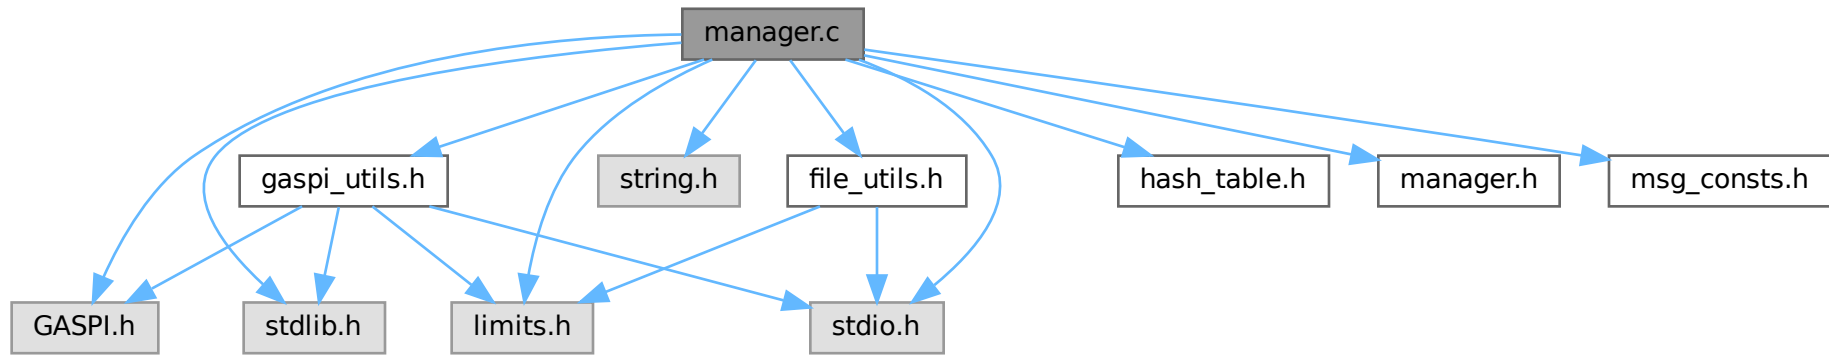 manager.c
gaspi_utils.h
string.h
file_utils.h
hash_table.h
manager.h
msg_consts.h
GASPI.h
stdlib.h
limits.h
stdio.h